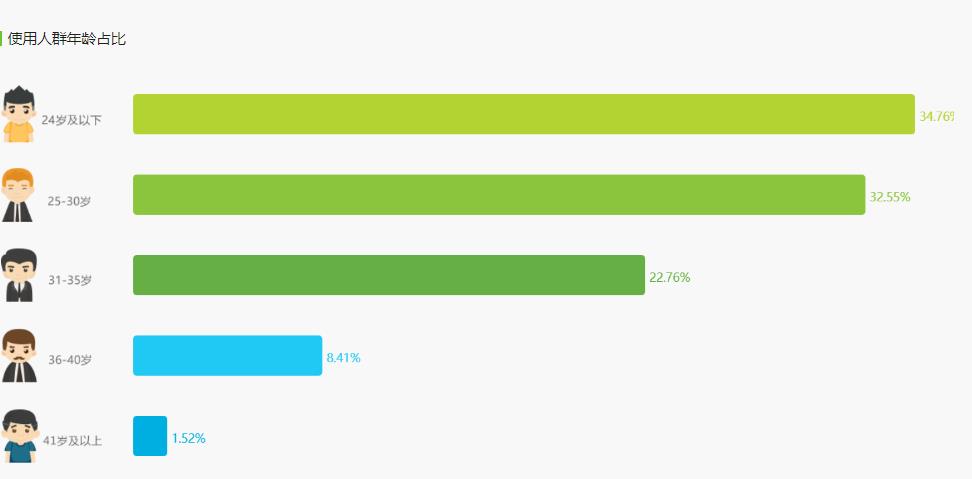 使用人群年龄占比
24岁及以下 34.76%
25-30岁 32.55%
31-35岁 22.76%
36-40岁 8.41%
41岁及以上 1.52%